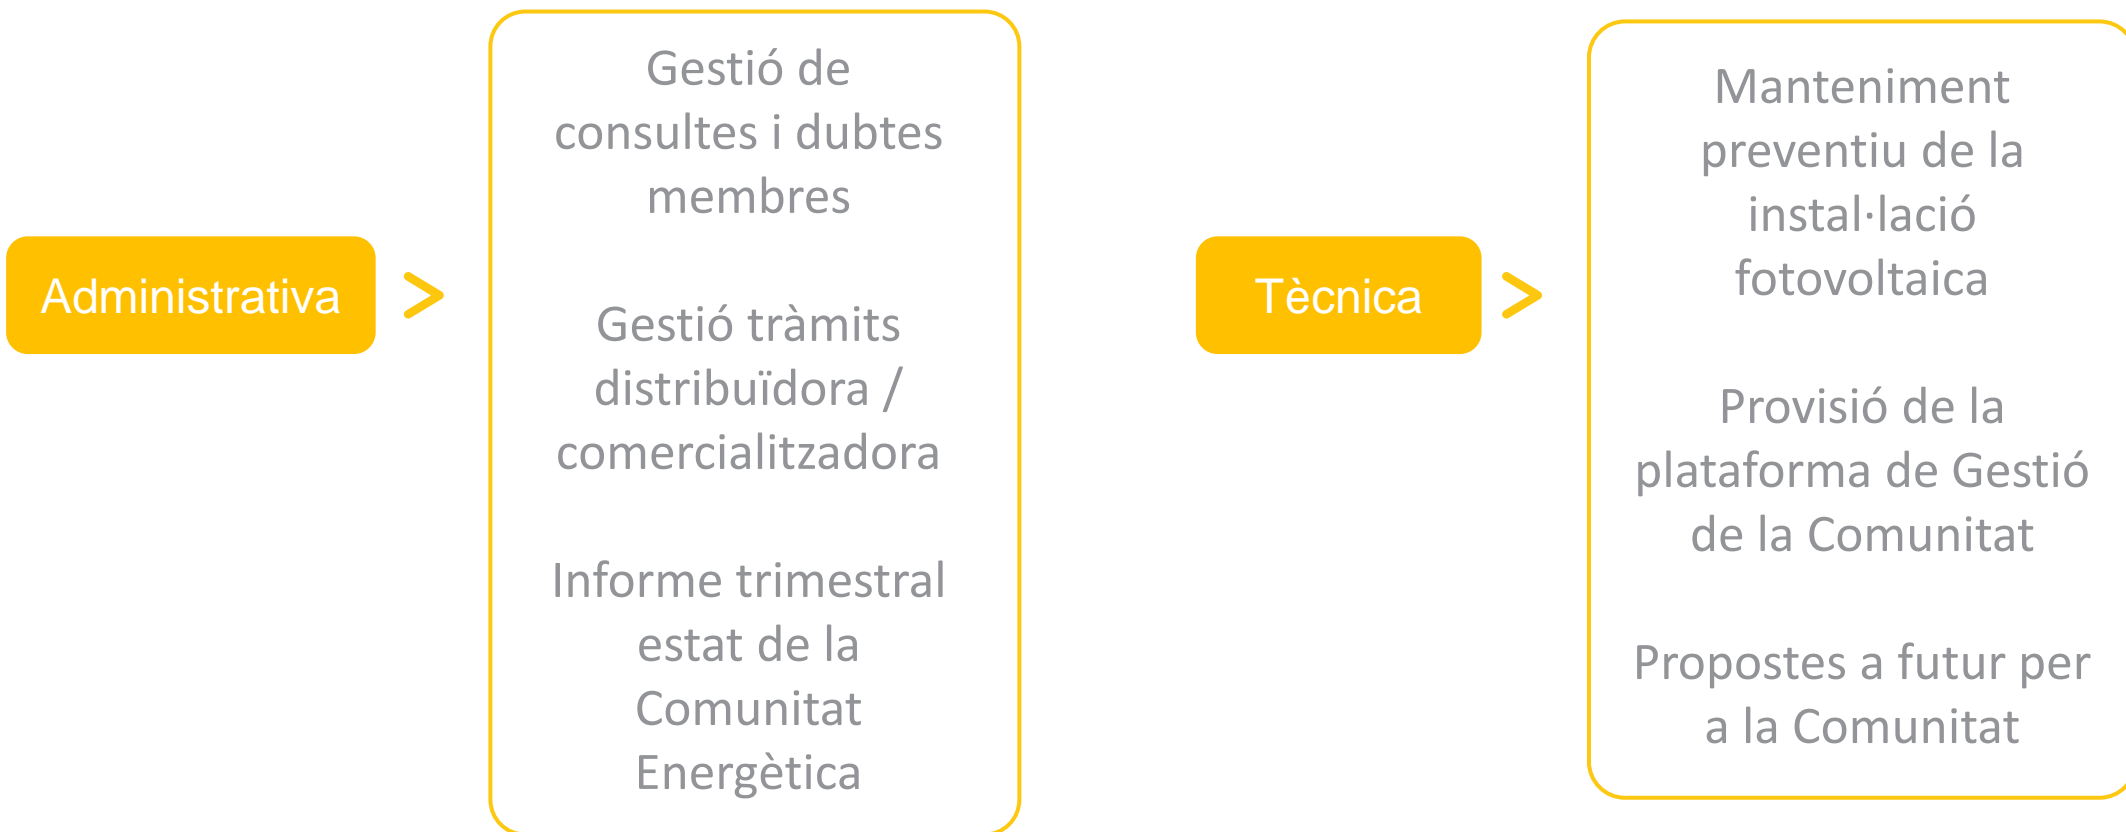 Administrativa
>
Gestió de
consultes i dubtes
membres
Gestió tràmits
distribuïdora /
comercialitzadora
Informe trimestral
estat de la
Comunitat
Energètica
Tècnica
>
Manteniment
preventiu de la
instal·lació
fotovoltaica
Provisió de la
plataforma de Gestió
de la Comunitat
Propostes a futur per
a la Comunitat